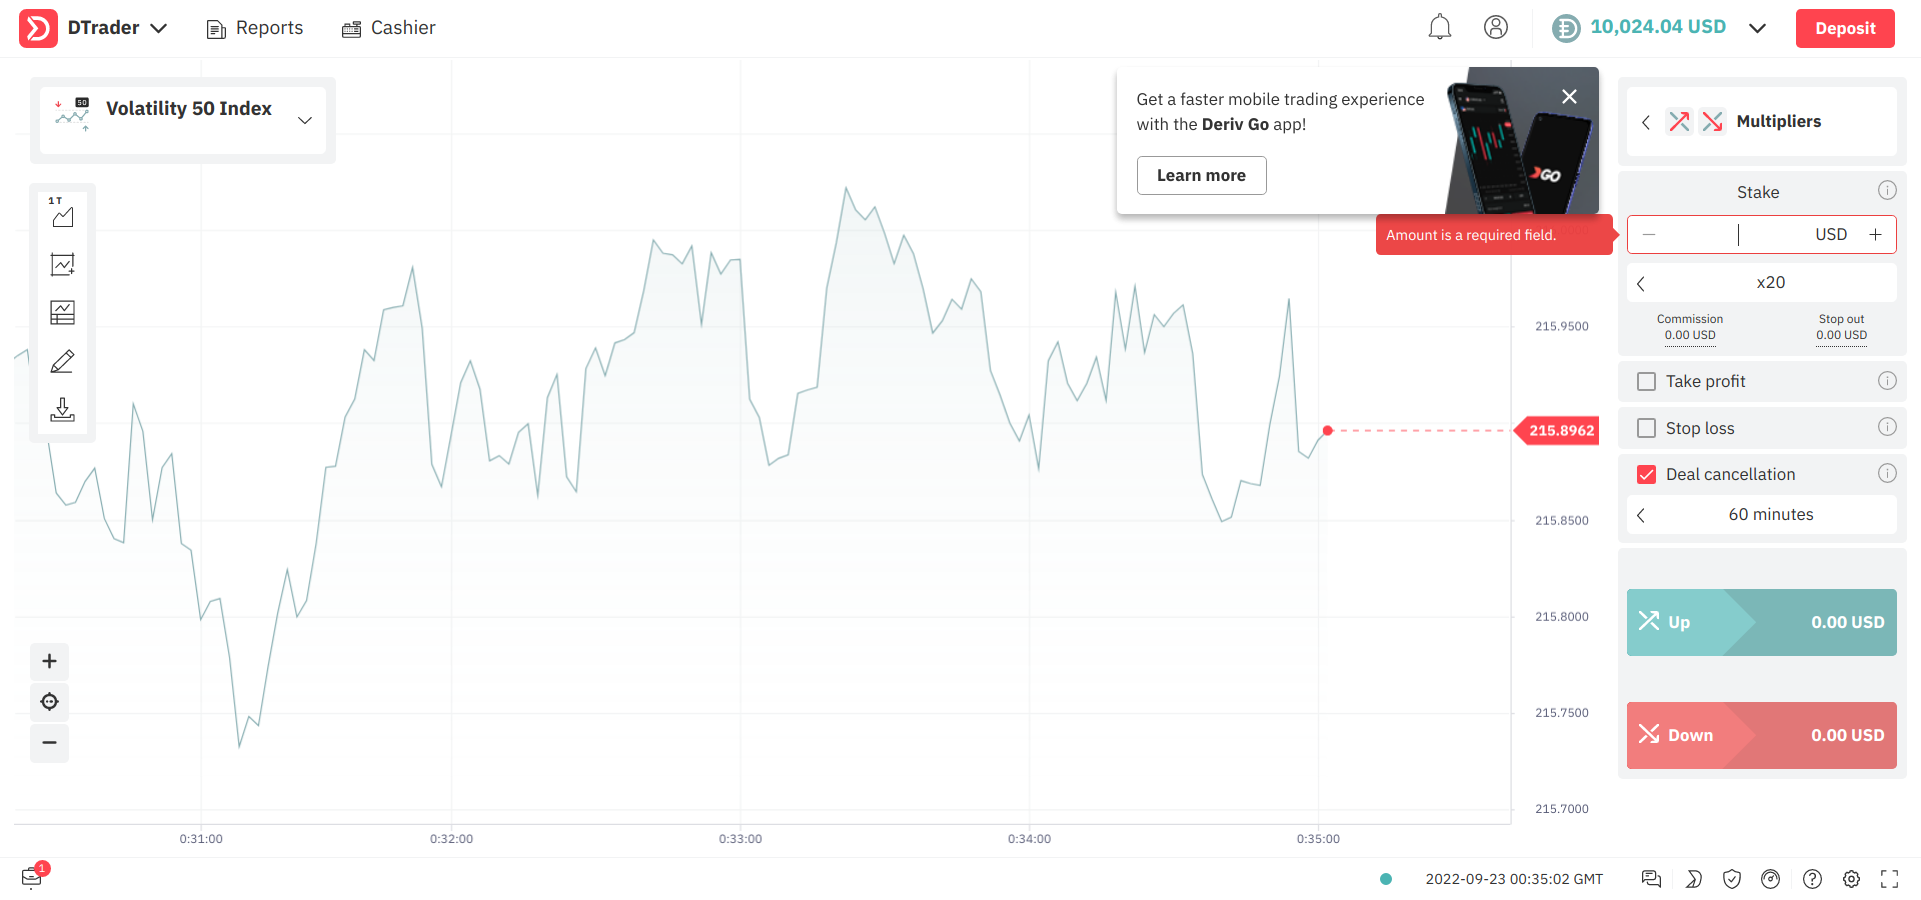 DTrader
Reports
Cashier
10,024.04 USD
Deposit
50
Volatility 50 Index
Get a faster mobile trading experience
with the Deriv Go app!
Learn more
GO
Multipliers
Stake
Amount is a required field.
USD
x20
Commission
0.00 USD
Stop out
0.00 USD
Take profit
Stop loss
Deal cancellation
60 minutes
Up
0.00 USD
Down
0.00 USD
1T
215.9500
215.8962
215.8500
215.8000
215.7500
215.7000
0:31:00
0:32:00
0:33:00
0:34:00
0:35:00
1
2022-09-23 00:35:02 GMT